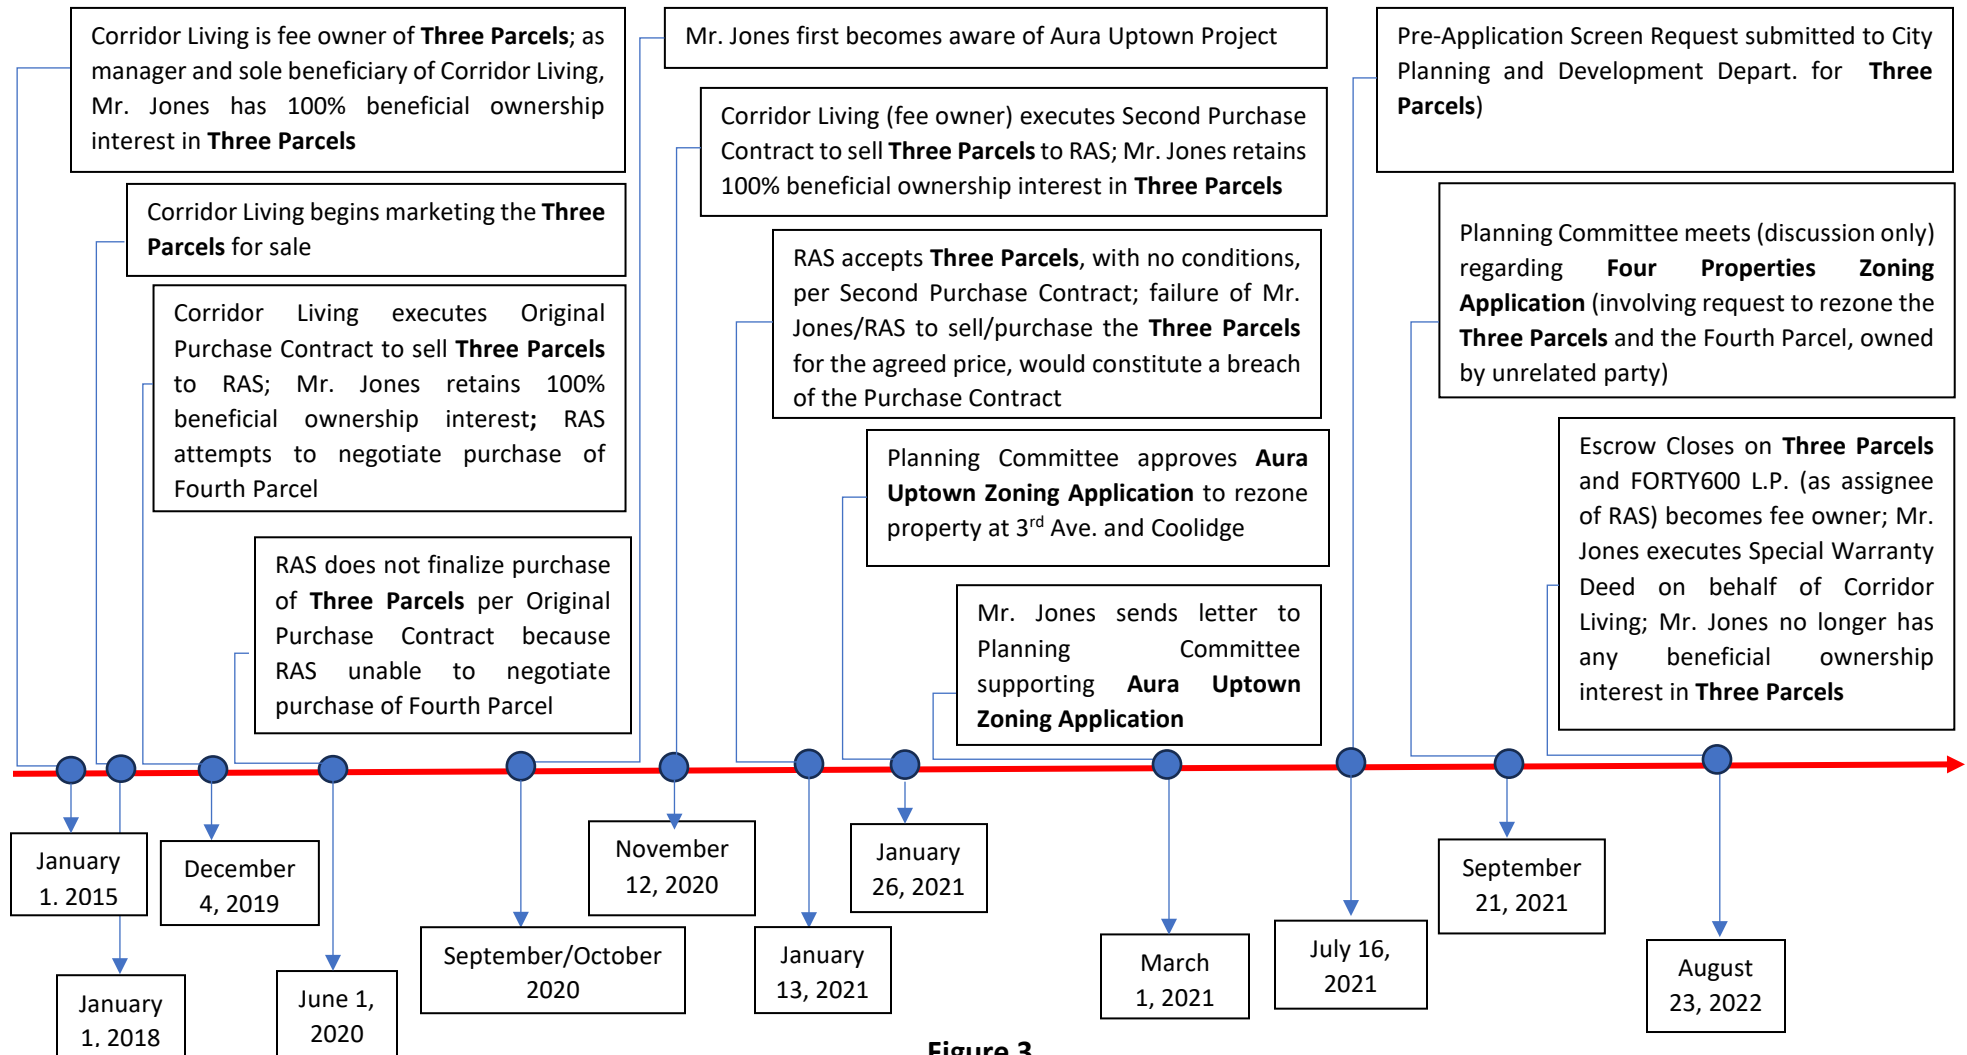 Corridor Living is fee owner of Three Parcels; as
manager and sole beneficiary of Corridor Living,
Mr. Jones has 100% beneficial ownership
interest in Three Parcels
Corridor Living begins marketing the Three
Parcels for sale
Corridor Living executes Original
Purchase Contract to sell Three Parcels
to RAS; Mr. Jones retains 100%
beneficial ownership interest; RAS
attempts to negotiate purchase of
Fourth Parcel
RAS does not finalize purchase
of Three Parcels per Original
Purchase Contract because
RAS unable to negotiate
purchase of Fourth Parcel
Mr. Jones first becomes aware of Aura Uptown Project
Corridor Living (fee owner) executes Second Purchase
Contract to sell Three Parcels to RAS; Mr. Jones retains
100% beneficial ownership interest in Three Parcels
RAS accepts Three Parcels, with no conditions,
per Second Purchase Contract; failure of Mr.
Jones/RAS to sell/purchase the Three Parcels
for the agreed price, would constitute a breach
of the Purchase Contract
Planning Committee approves Aura
Uptown Zoning Application to rezone
property at 3rd Ave. and Coolidge
Mr. Jones sends letter to
Planning Committee
supporting Aura Uptown
Zoning Application
Pre-Application Screen Request submitted to City
Planning and Development Depart. for Three
Parcels)
Planning Committee meets (discussion only)
regarding Four Properties Zoning
Application (involving request to rezone the
Three Parcels and the Fourth Parcel, owned
by unrelated party)
Escrow Closes on Three Parcels
and FORTY600 L.P. (as assignee
of RAS) becomes fee owner; Mr.
Jones executes Special Warranty
Deed on behalf of Corridor
Living; Mr. Jones no longer has
any beneficial ownership
interest in Three Parcels
January
1. 2015
January
1, 2018
December
4, 2019
June 1,
2020
September/October
2020
November
12, 2020
January
13, 2021
January
26, 2021
March
1, 2021
July 16,
2021
September
21, 2021
August
23, 2022
Figure 3